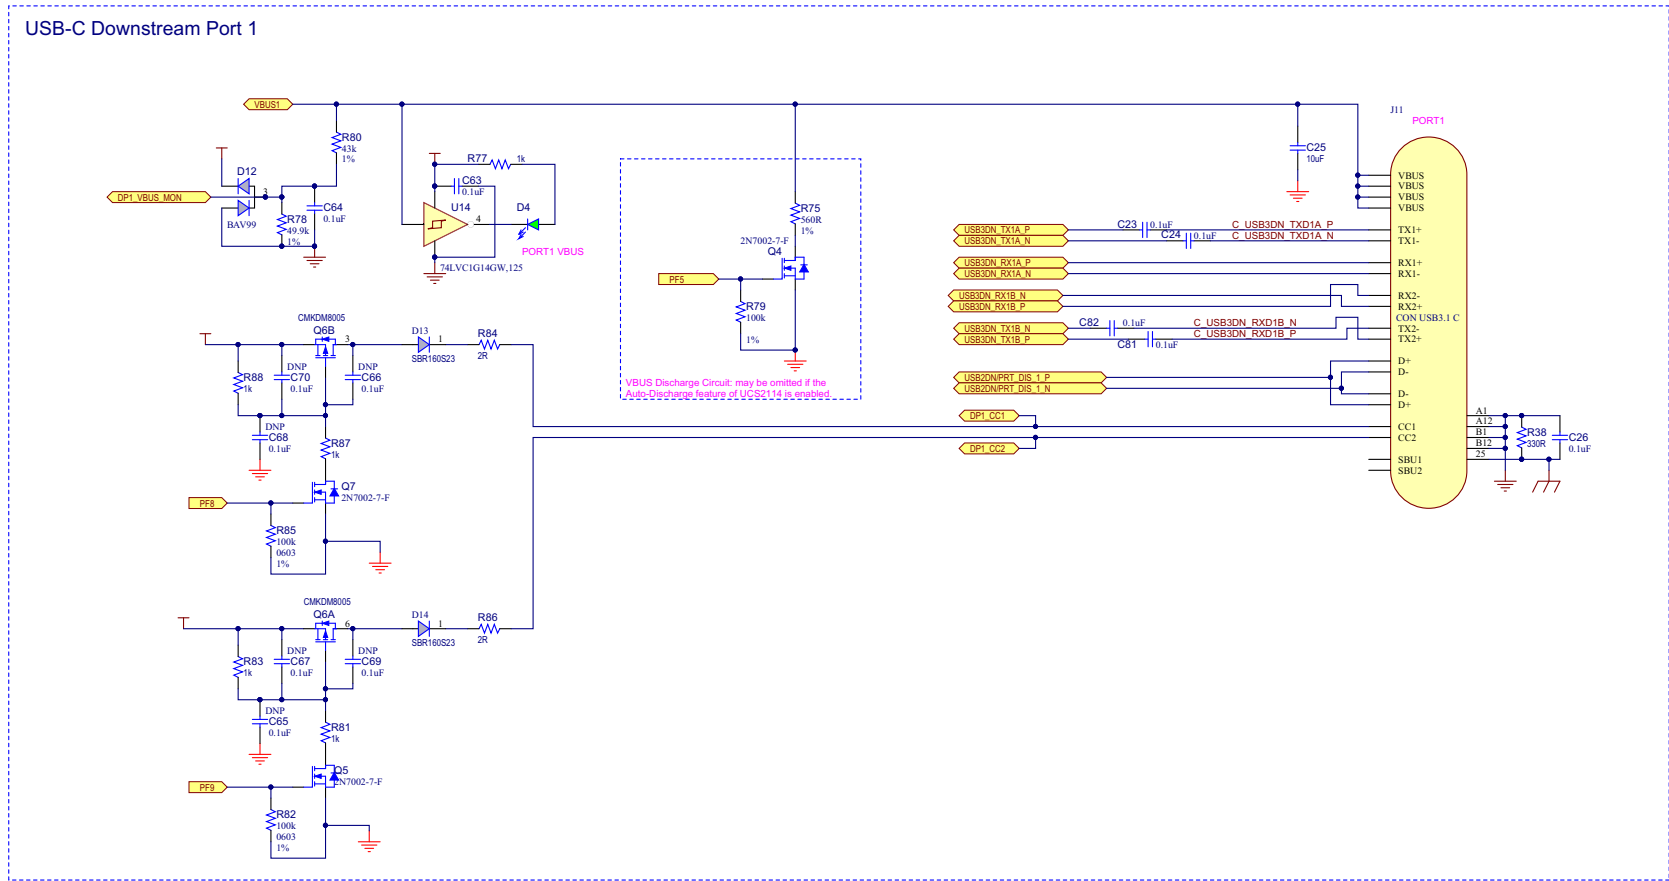 USB-C Downstream Port 1
VBUS1
R80
43k
1%
D12
3
DP1_VBUS_MON
BAV99
R78
49.9k
1%
C64
0.1uF
R77
1k
C63
0.1uF
U14
4
D4
PORT1 VBUS
74LVC1G14GW,125
R75
560R
1%
2N7002-7-F
Q4
PF5
R79
100k
1%
VBUS Discharge Circuit: may be omitted if the
Auto-Discharge feature of UCS2114 is enabled.
C25
10uF
J11
PORT1
VBUS
VBUS
VBUS
VBUS
USB3DN_TX1A_P
C23
0.1uF
C_USB3DN_TXD1A_P
TX1+
USB3DN_TX1A_N
C24
0.1uF
C_USB3DN_TXD1A_N
TX1-
USB3DN_RX1A_P
RX1+
USB3DN_RX1A_N
RX1-
USB3DN_RX1B_N
RX2-
USB3DN_RX1B_P
RX2+
CON USB3.1 C
USB3DN_TX1B_N
C82
0.1uF
C_USB3DN_RXD1B_N
TX2-
USB3DN_TX1B_P
C81
0.1uF
C_USB3DN_RXD1B_P
TX2+
D+
USB2DN/PRT_DIS_1_P
D-
USB2DN/PRT_DIS_1_N
D-
D+
DP1_CC1
CC1
CC2
DP1_CC2
SBU1
SBU2
A1
A12
B1
B12
25
R38
330R
C26
0.1uF
CMKDM8005
Q6B
3
D13
1
SBR160S23
R84
2R
R88
1k
DNP
C70
0.1uF
DNP
C66
0.1uF
DNP
C68
0.1uF
R87
1k
Q7
2N7002-7-F
PF8
R85
100k
0603
1%
CMKDM8005
Q6A
6
D14
1
SBR160S23
R86
2R
R83
1k
DNP
C67
0.1uF
DNP
C69
0.1uF
DNP
C65
0.1uF
R81
1k
Q5
2N7002-7-F
PF9
R82
100k
0603
1%